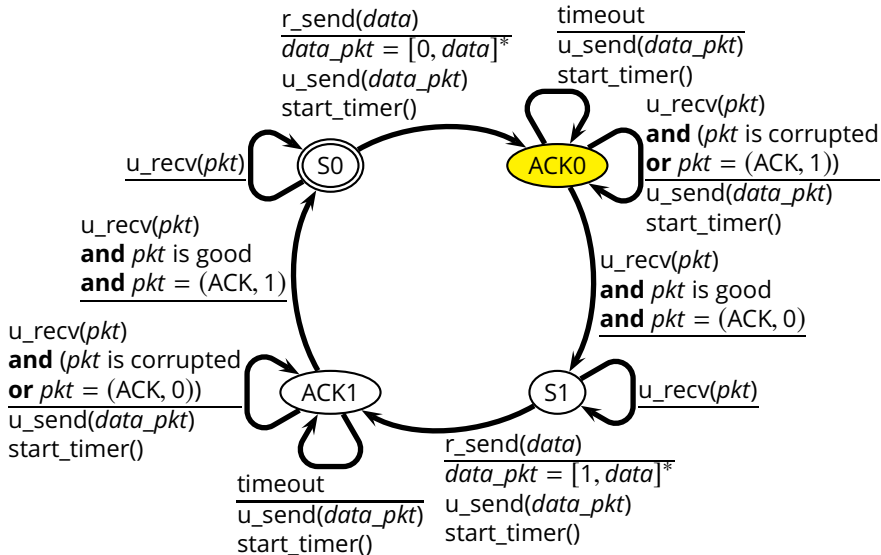 r_send(data)
data_pkt = [0, data]*
u_send(data_pkt)
start_timer()
timeout
u_send(data_pkt)
start_timer()
u_recv(pkt)
and (pkt is corrupted
or pkt = (ACK, 1))
u_send(data_pkt)
start_timer()
u_recv(pkt)
S0
ACK0
u_recv(pkt)
and pkt is good
and pkt = (ACK, 1)
u_recv(pkt)
and pkt is good
and pkt = (ACK, 0)
u_recv(pkt)
and (pkt is corrupted
or pkt = (ACK, 0))
u_send(data_pkt)
start_timer()
ACK1
S1
u_recv(pkt)
timeout
u_send(data_pkt)
start_timer()
r_send(data)
data_pkt = [1, data]*
u_send(data_pkt)
start_timer()